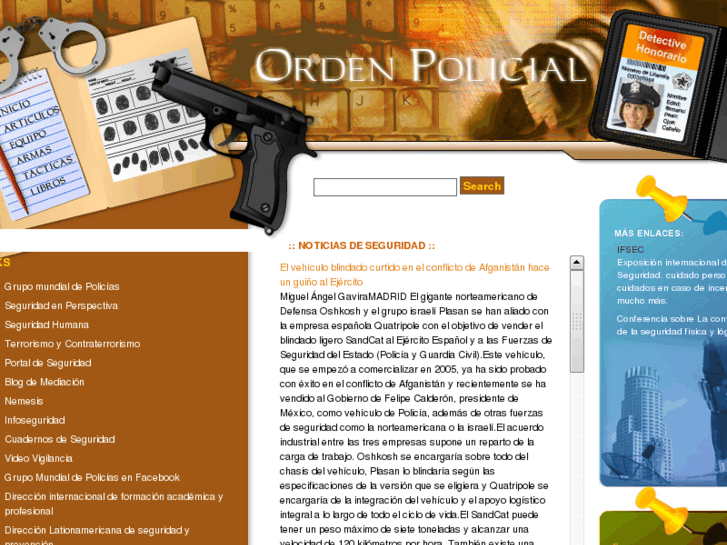 ORDEN POLICIAL
INICIO
ARTICULOS
EQUIPO
ARMAS
TACTICAS
LIBROS
Detective
Honorario
Nombre
Edad:
Peso:
Ojos:
Cabello
Search
:: NOTICIAS DE SEGURIDAD ::
El vehículo blindado curtido en el conflicto de Afganistán hace
un guiño al Ejército
Miguel Ángel GaviraMADRID El gigante norteamericano de
Defensa Oshkosh y el grupo israelí Plasan se han aliado con
la empresa española Quatripole con el objetivo de vender el
blindado ligero SandCat al Ejército Español y a las Fuerzas de
Seguridad del Estado (Policía y Guardia Civil).Este vehículo,
que se empezó a comercializar en 2005, ya ha sido probado
con éxito en el conflicto de Afganistán y recientemente se ha
vendido al Gobierno de Felipe Calderón, presidente de
México, como vehículo de Policía, además de otras fuerzas
de seguridad como la norteamericana o la israelí.El acuerdo
industrial entre las tres empresas supone un reparto de la
carga de trabajo. Oshkosh se encargaría sobre todo del
chasis del vehículo, Plasan lo blindaría según las
especificaciones de la versión que se eligiera y Quatripole se
encargaría de la integración del vehículo y el apoyo logístico
integral a lo largo de todo el ciclo de vida.El SandCat puede
tener un peso máximo de siete toneladas y alcanzar una
velocidad de 120 kilómetros por hora. También existe una
KS
Grupo mundial de Policías
Seguridad en Perspectiva
Seguridad Humana
Terrorismo y Contraterrorismo
Portal de Seguridad
Blog de Mediación
Nemesis
Infoseguridad
Cuadernos de Seguridad
Video Vigilancia
Grupo Mundial de Policias en Facebook
Dirección internacional de formación académica y
profesional
Dirección Lationamericana de seguridad y
prevención
MÁS ENLACES:
IFSEC
Exposición internacional d
Seguridad. cuidado perso
cuidados en caso de incen
mucho más.
Conferencia sobre La con
de la seguridad física y lóg